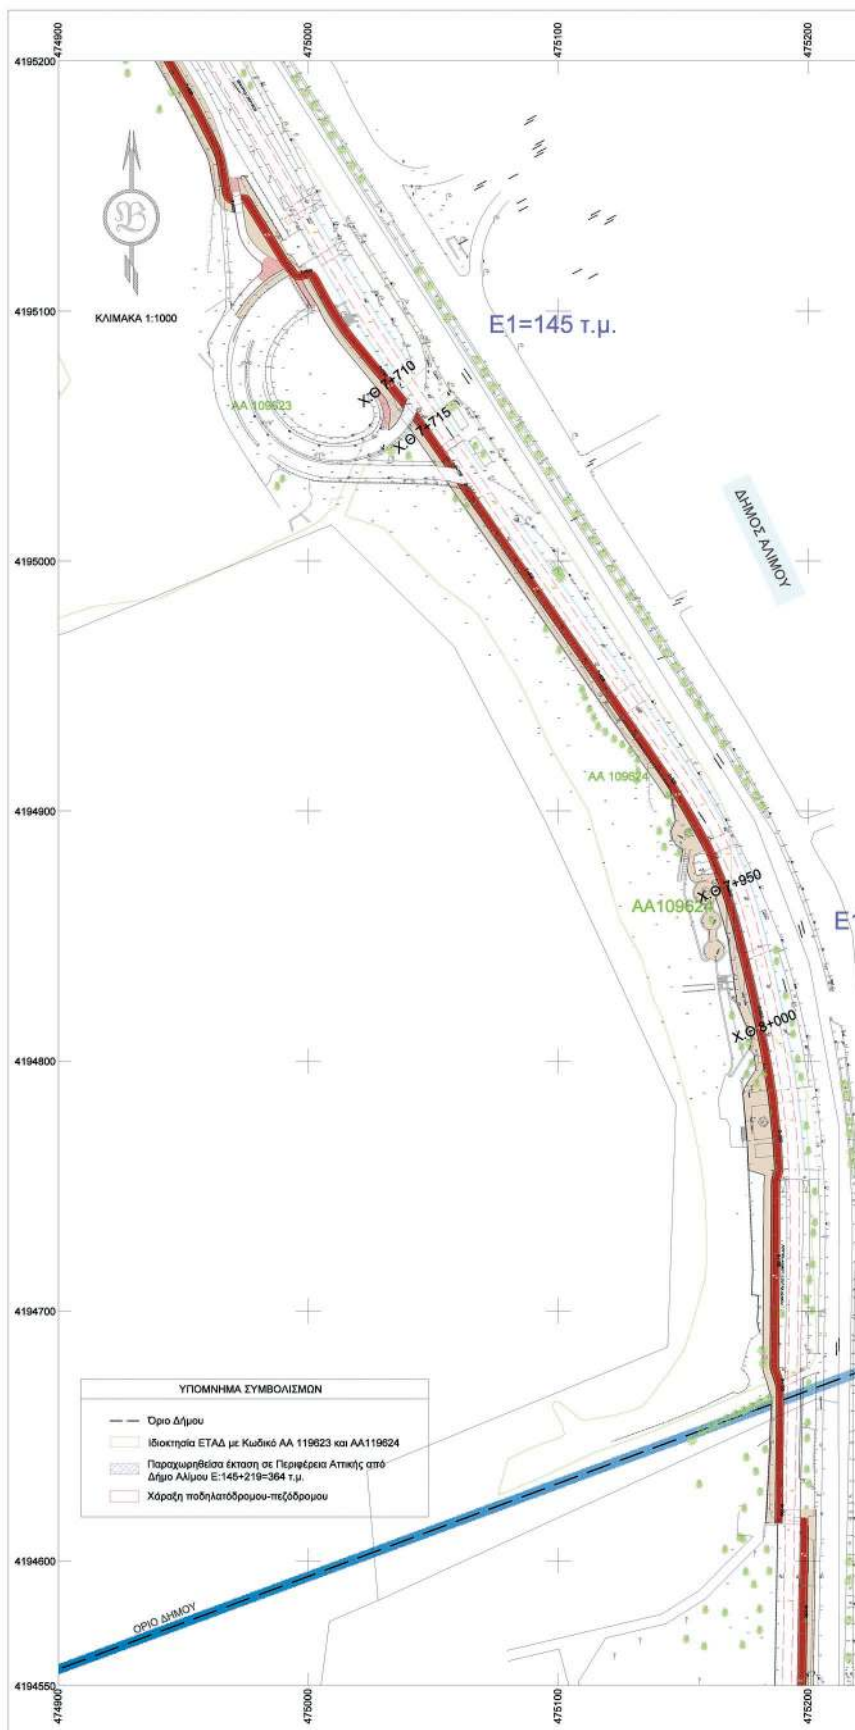 474900
475000
475100
475200
4195200
ΚΛΙΜΑΚΑ 1:1000
4195100
E1=145 τ.μ.
Χ.Θ 7+710
ΑΑ 109623
Χ.Θ 7+715
ΔΗΜΟΣ ΑΛΙΜΟΥ
4195000
ΑΑ 109624
4194900
Χ.Θ 7+950
ΑΑ109624
E1
Χ.Θ 8+000
4194800
4194700
ΥΠΟΜΝΗΜΑ ΣΥΜΒΟΛΙΣΜΩΝ
Όριο Δήμου
Ιδιοκτησία ΕΤΑΔ με Κωδικό ΑΑ 119623 και ΑΑ119624
Παραχωρηθείσα έκταση σε Περιφέρεια Αττικής από
Δήμο Αλίμου Ε:145+219=364 τ.μ.
Χάραξη ποδηλατόδρομου-πεζόδρομου
4194600
ΟΡΙΟ ΔΗΜΟΥ
4194550
474900
475000
475100
475200